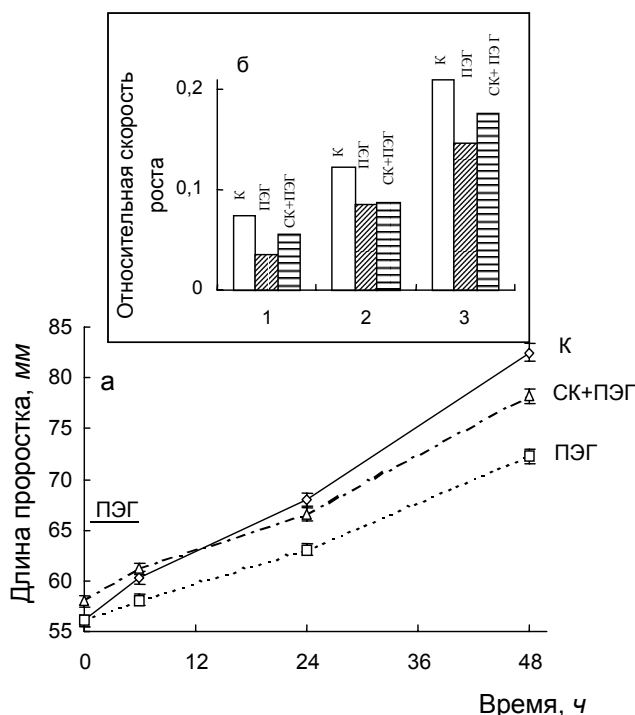 б
Относительная скорость
роста
0,2
0,1
0
К
ПЭГ
СК+ПЭГ
К
ПЭГ
СК+ПЭГ
К
ПЭГ
СК+ ПЭ Г
1 2 3
а
Длина проростка, мм
85
80
75
70
65
60
55
К
СК+ПЭГ
ПЭГ
ПЭГ
0 12 24 36 48
Время, ч